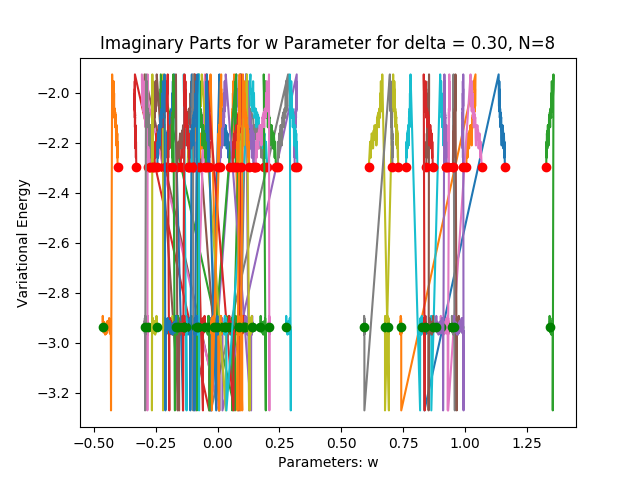 Imaginary Parts for w Parameter for delta = 0.30, N=8
Variational Energy
−2.0
−2.2
−2.4
−2.6
−2.8
−3.0
−3.2
−0.50 −0.25 0.00 0.25 0.50 0.75 1.00 1.25
Parameters: w